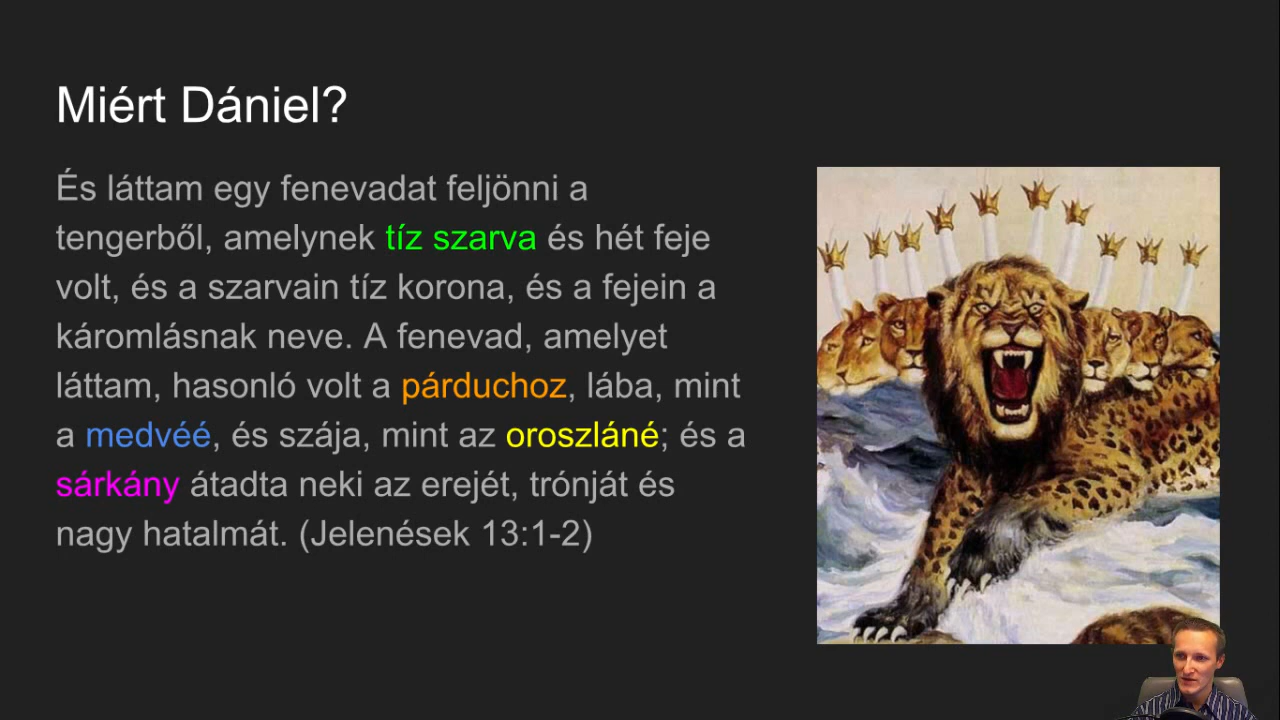 Miért Dániel?
És láttam egy fenevadat feljönni a
tengerből, amelynek tíz szarva és hét feje
volt, és a szarvain tíz korona, és a fejein a
káromlásnak neve. A fenevad, amelyet
láttam, hasonló volt a párduchoz, lába, mint
a medvéé, és szája, mint az oroszláné; és a
sárkány átadta neki az erejét, trónját és
nagy hatalmát. (Jelenések 13:1-2)